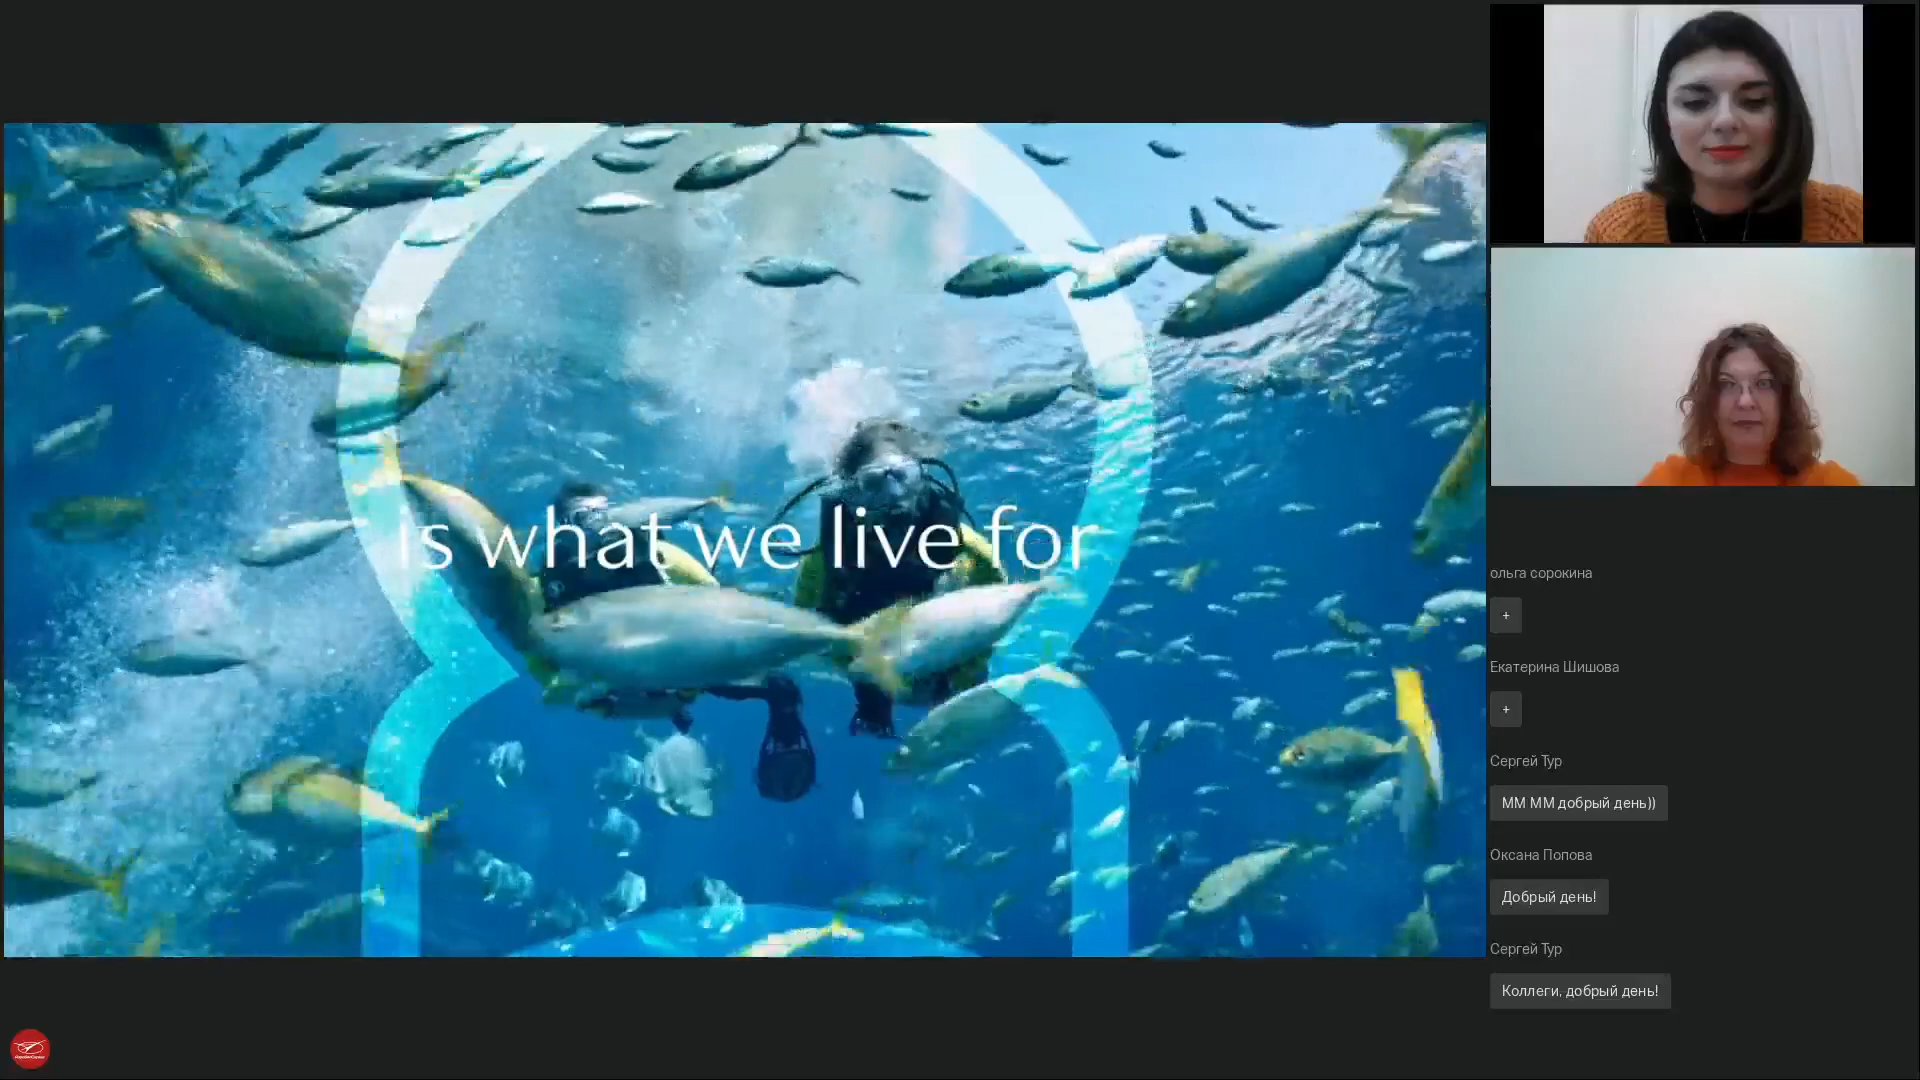 is what we live for
ольга сорокина
+
Екатерина Шишова
+
Сергей Тур
ММ ММ добрый день))
Оксана Попова
Добрый день!
Сергей Тур
Коллеги, добрый день!